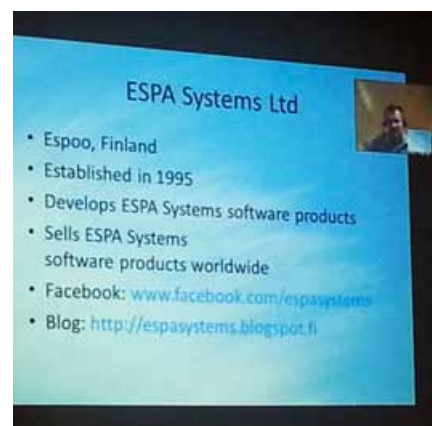 ESPA Systems Ltd
• Espoo, Finland
• Established in 1995
• Develops ESPA Systems software products
• Sells ESPA Systems
software products worldwide
• Facebook: www.facebook.com/espasystems
• Blog: http://espasystems.blogspot.fi